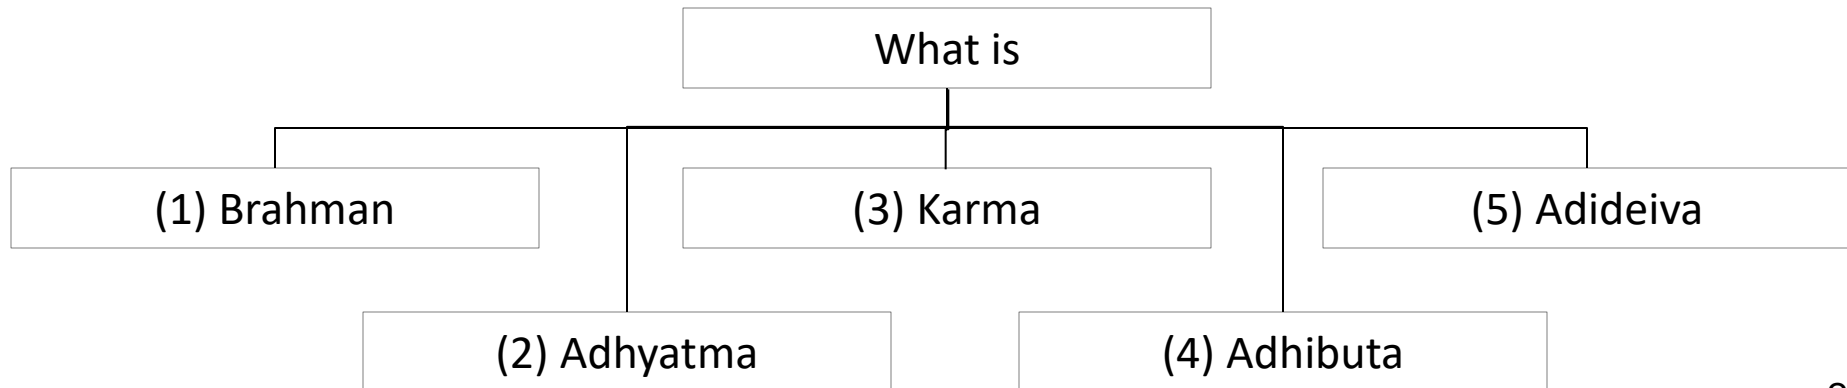 What is
(1) Brahman
(3) Karma
(5) Adideiva
(2) Adhyatma
(4) Adhibuta